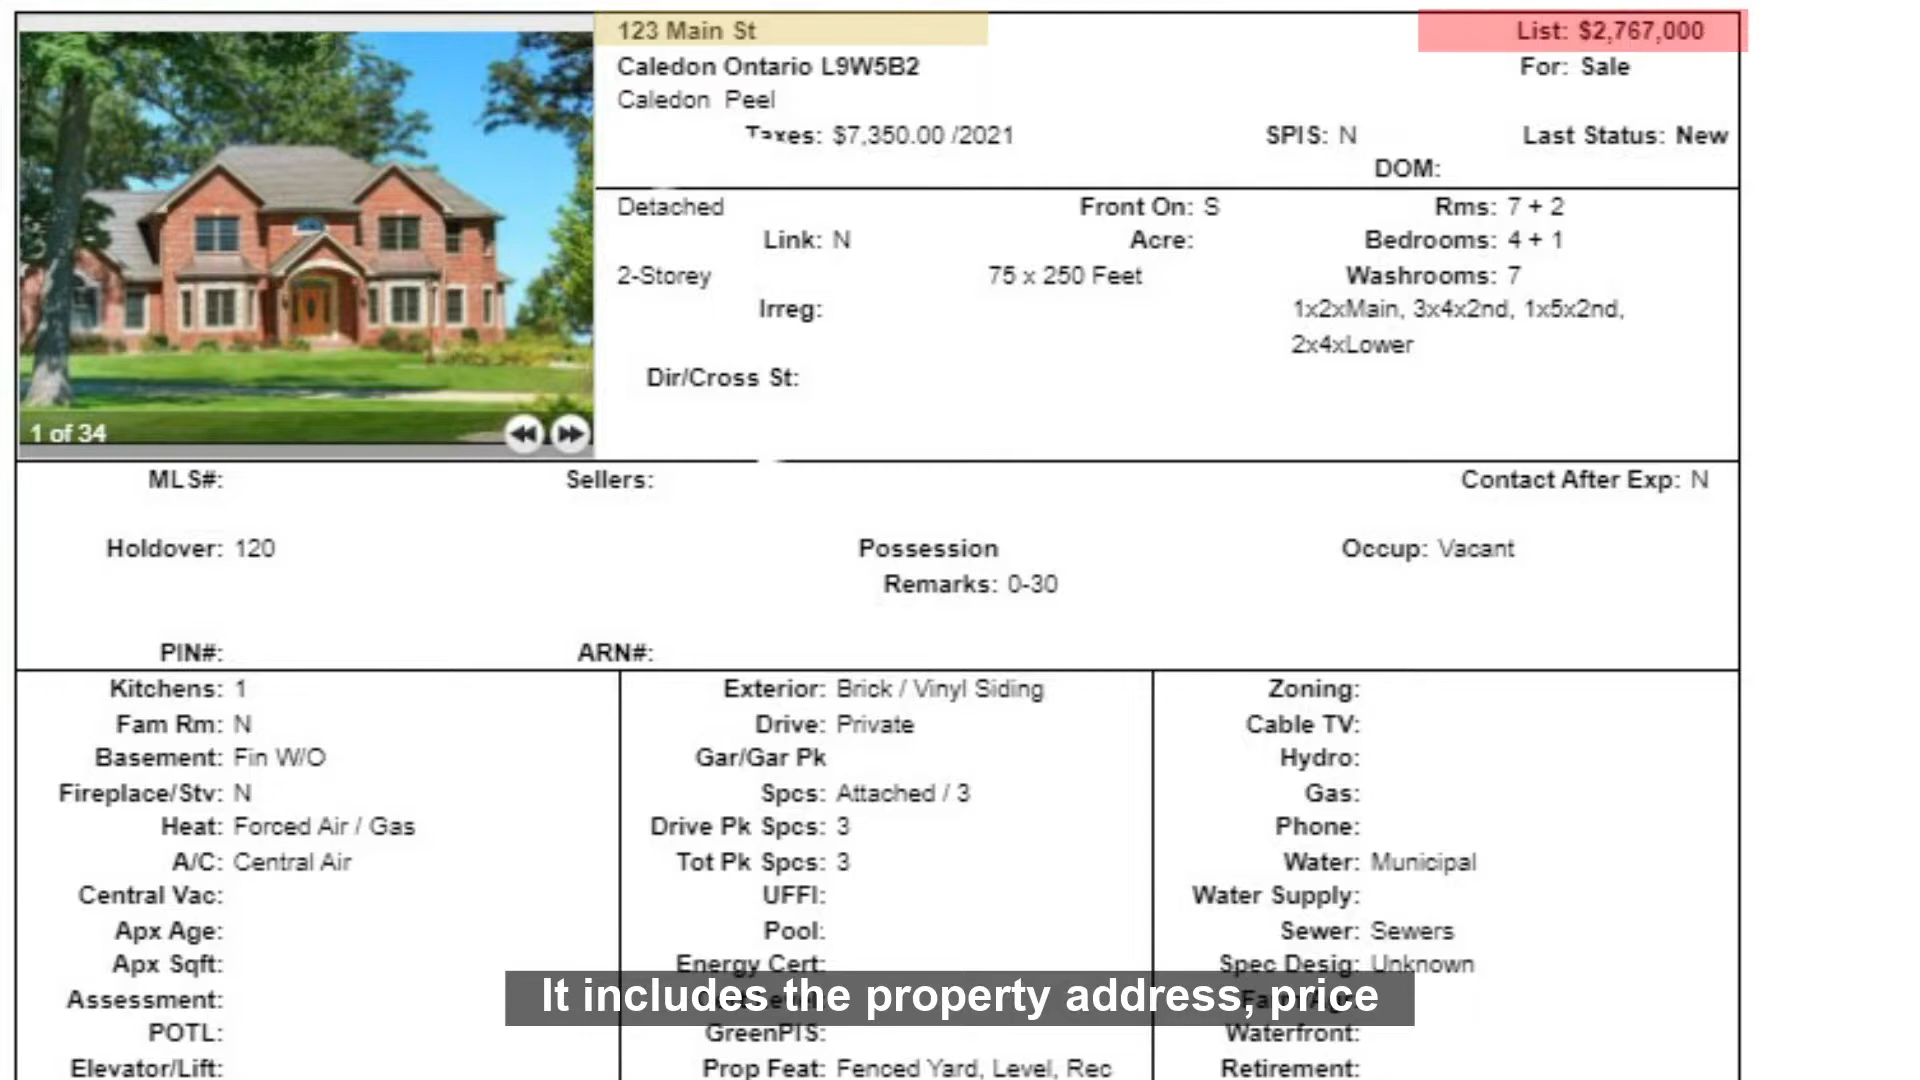 123 Main St
List: $2,767,000
Caledon Ontario L9W5B2
For: Sale
Caledon Peel
Taxes: $7,350.00 /2021
SPIS: N
Last Status: New
DOM:
Detached
Front On: S
Rms: 7 + 2
Link: N
Acre:
Bedrooms: 4 + 1
2-Storey
75 x 250 Feet
Washrooms: 7
Irreg:
1x2xMain, 3x4x2nd, 1x5x2nd,
2x4xLower
Dir/Cross St:
1 of 34
MLS#:
Sellers:
Contact After Exp: N
Holdover: 120
Possession
Remarks: 0-30
Occup: Vacant
PIN#:
ARN#:
Kitchens: 1
Fam Rm: N
Basement: Fin W/O
Fireplace/Stv: N
Heat: Forced Air / Gas
A/C: Central Air
Central Vac:
Apx Age:
Apx Sqft:
Assessment:
POTL:
Elevator/Lift:
Exterior: Brick / Vinyl Siding
Drive: Private
Gar/Gar Pk
Spcs: Attached / 3
Drive Pk Spcs: 3
Tot Pk Spcs: 3
UFFI:
Pool:
Energy Cert:
GreenPIS:
Prop Feat: Fenced Yard, Level, Rec
Zoning:
Cable TV:
Hydro:
Gas:
Phone:
Water: Municipal
Water Supply:
Sewer: Sewers
Spec Desig: Unknown
Waterfront:
Retirement:
It includes the property address, price